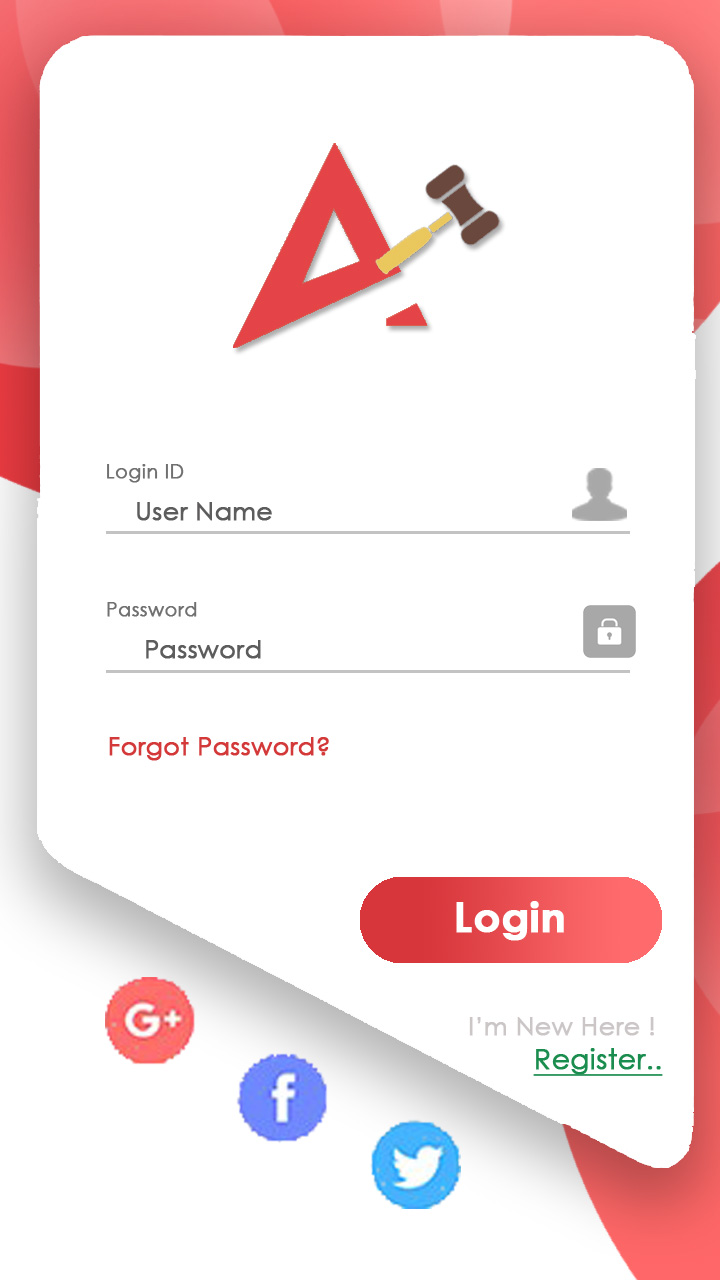 Login ID
User Name
Password
Password
Forgot Password?
Login
I'm New Here !
Register..
G+
f